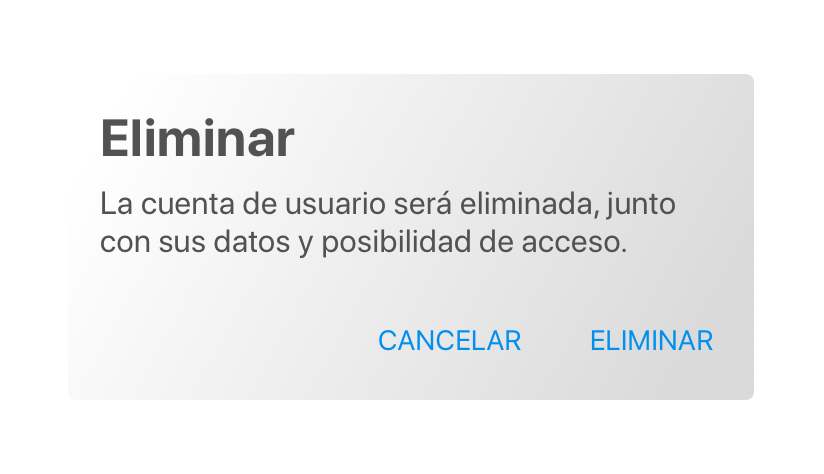 Eliminar
La cuenta de usuario será eliminada, junto
con sus datos y posibilidad de acceso.
CANCELAR ELIMINAR